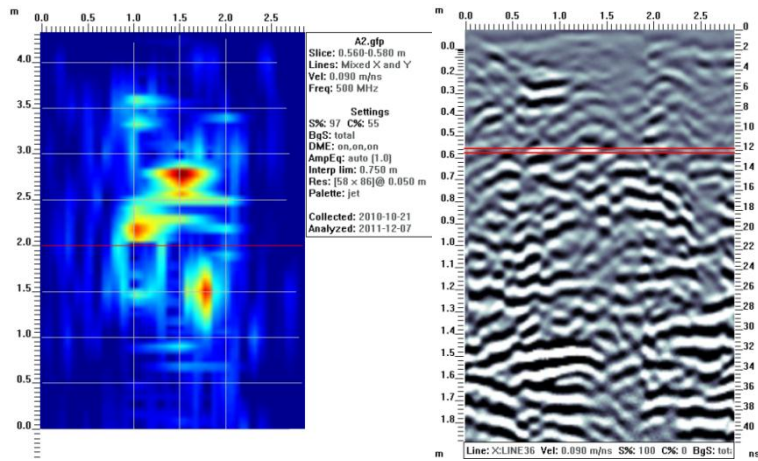 m
0.0 0.5 1.0 1.5 2.0 2.5
4.0
3.5
3.0
2.5
2.0
1.5
1.0
0.5
0.0
A2.gfp
Slice: 0.560-0.580 m
Lines: Mixed X and Y
Vel: 0.090 m/ns
Freq: 500 MHz
Settings
S%: 97 C%: 55
BgS: total
DME: on,on,on
AmpEq: auto [1.0]
Interp lim: 0.750 m
Res: [58 x 86]@ 0.050 m
Palette: jet
Collected: 2010-10-21
Analyzed: 2011-12-07
m
0.0 0.5 1.0 1.5 2.0 2.5
0.0
0.1
0.2
0.3
0.4
0.5
0.6
0.7
0.8
0.9
1.0
1.1
1.2
1.3
1.4
1.5
1.6
1.7
1.8
0
2
4
6
8
10
12
14
16
18
20
22
24
26
28
30
32
34
36
38
40
m
Line: X:LINE36 Vel: 0.090 m/ns S%: 100 C%: 0 BgS: tot
ns